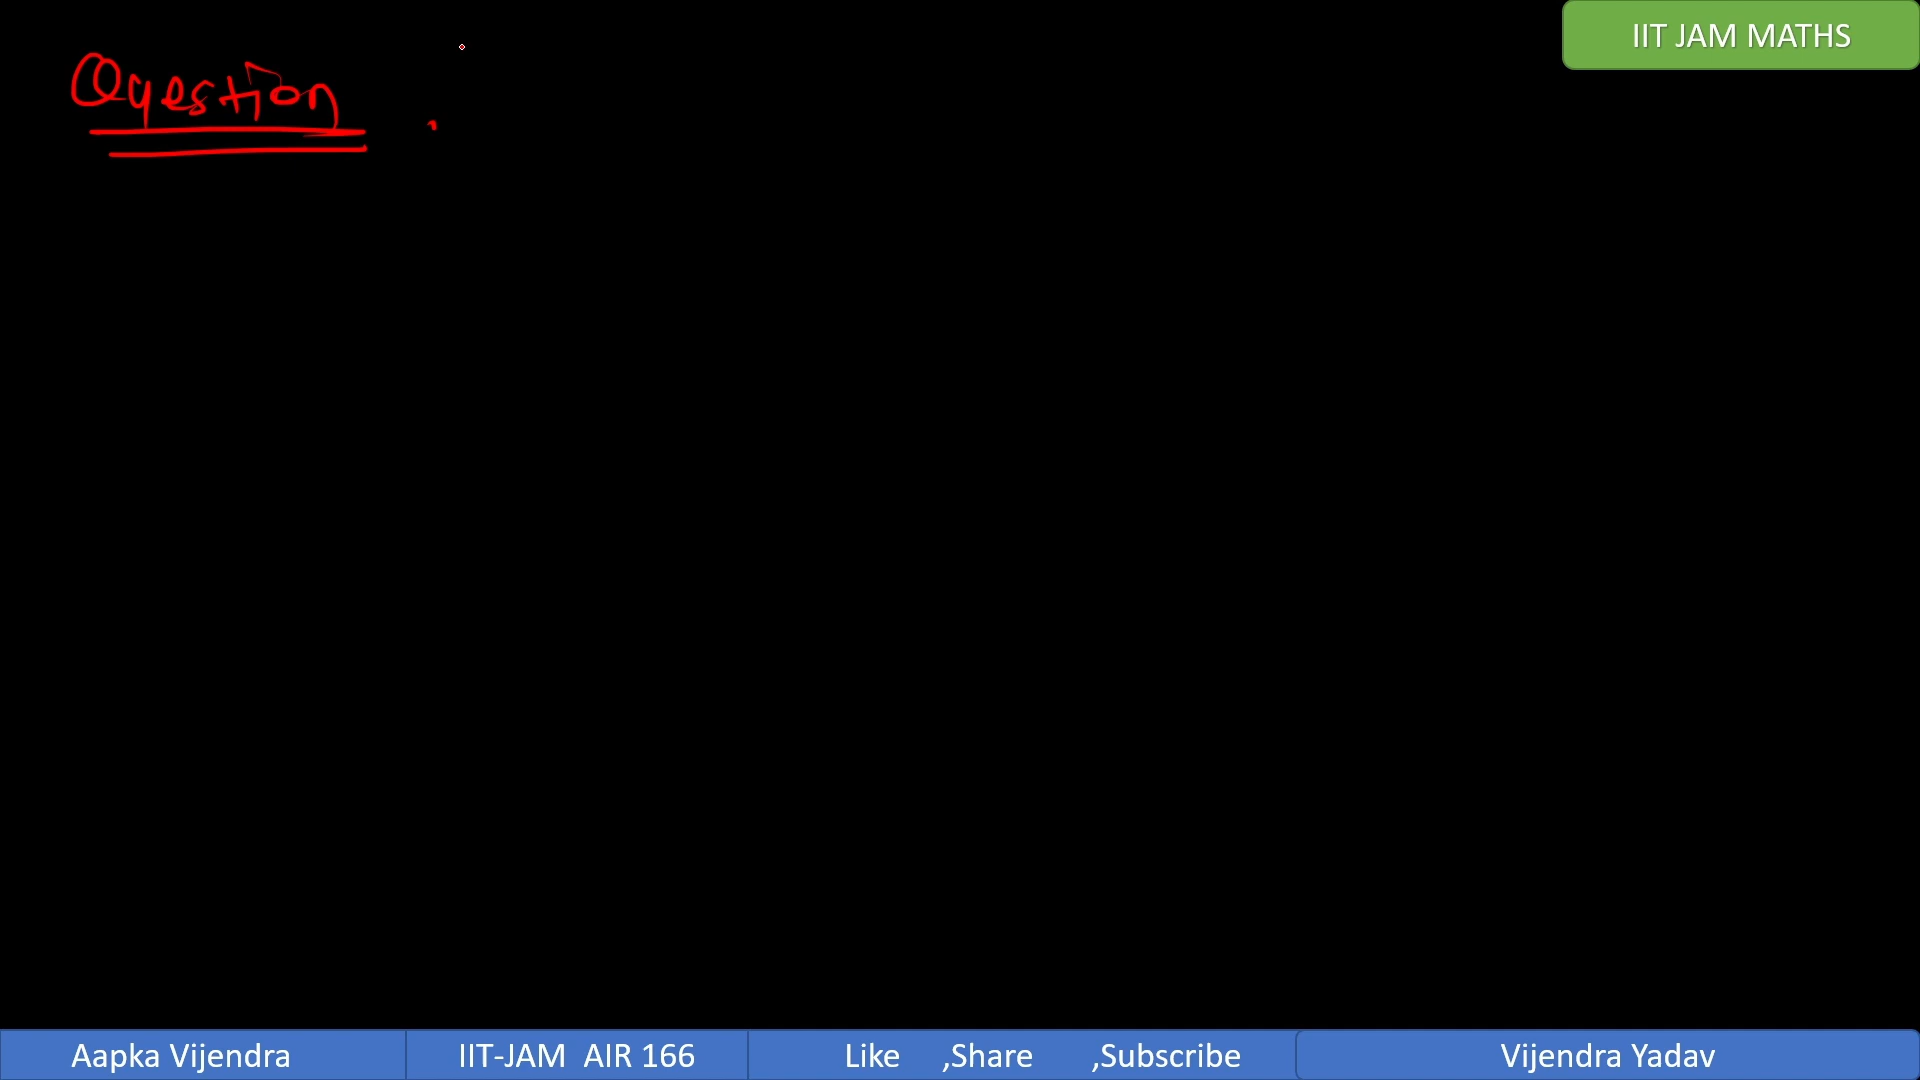 IIT JAM MATHS
Question
Aapka Vijendra
IIT-JAM AIR 166
Like ,Share ,Subscribe
Vijendra Yadav